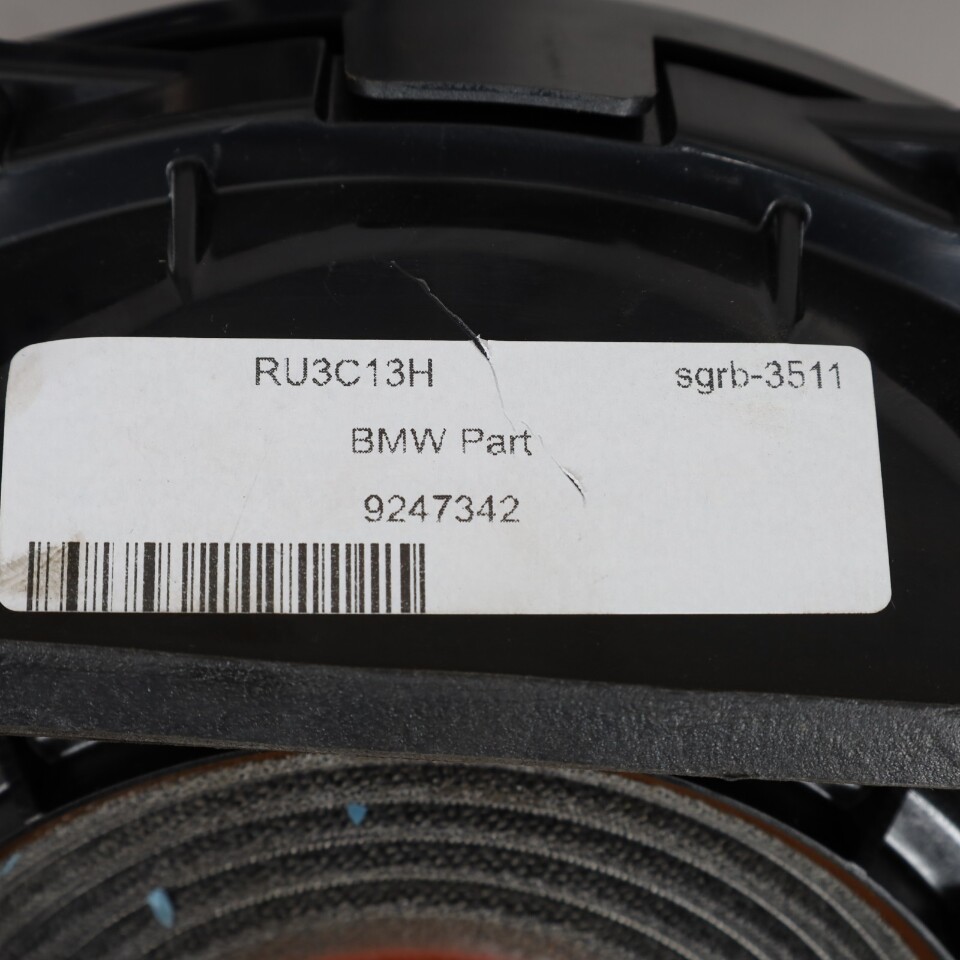 RU3C13H sgrb-3511
BMW Part
9247342